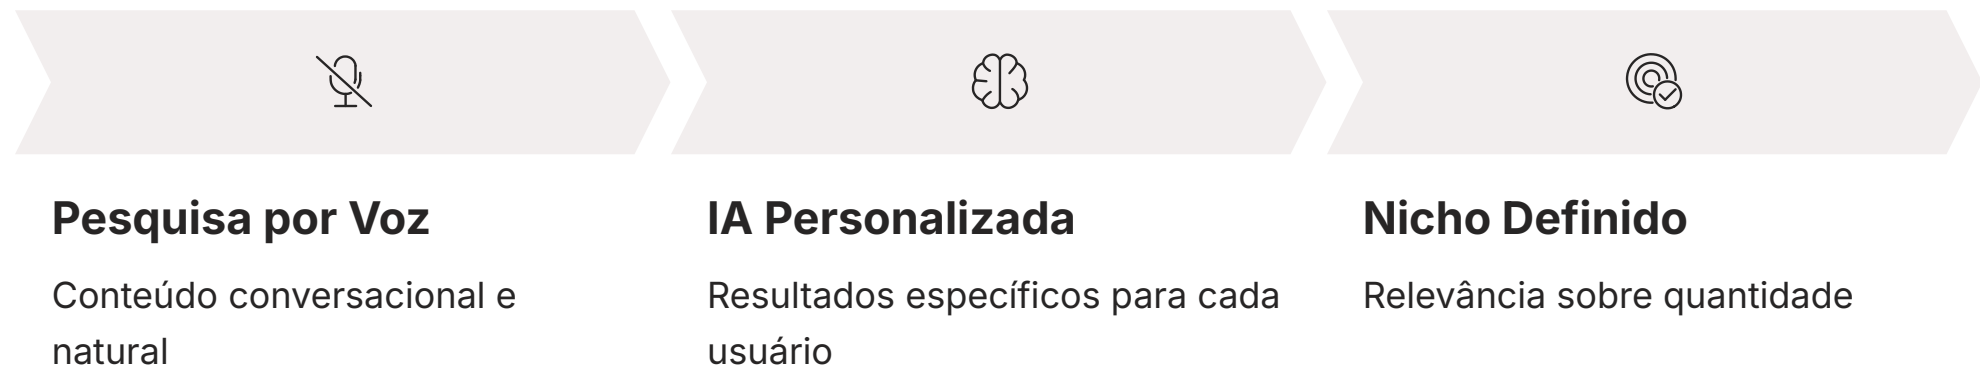 Pesquisa por Voz
Conteúdo conversacional e
natural
IA Personalizada
Resultados específicos para cada
usuário
Nicho Definido
Relevância sobre quantidade